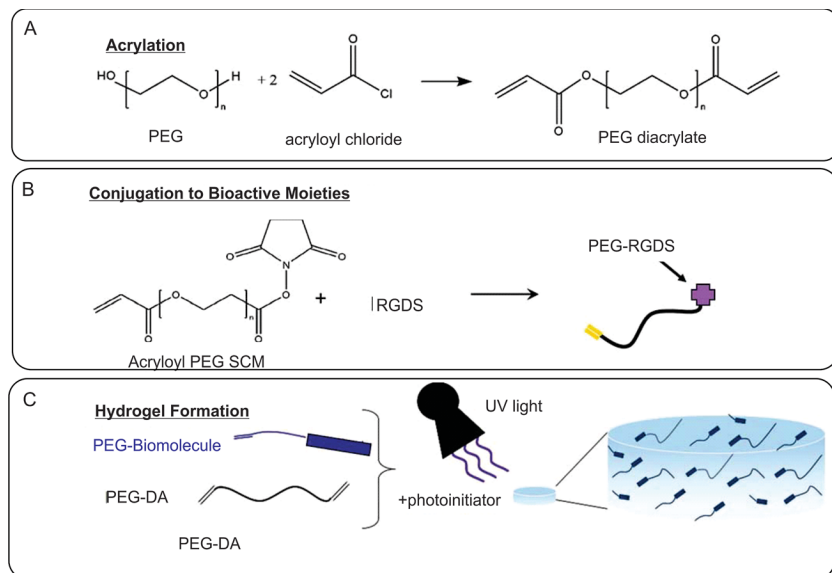 A
Acrylation
HO
O
H
n
+ 2
O
Cl
O
O
O
O
n
PEG
acryloyl chloride
PEG diacrylate
B
Conjugation to Bioactive Moieties
O
O
N
O
O
n
O
O
+
|RGDS
PEG-RGDS
Acryloyl PEG SCM
C
Hydrogel Formation
UV light
PEG-Biomolecule
PEG-DA
+photoinitiator
PEG-DA